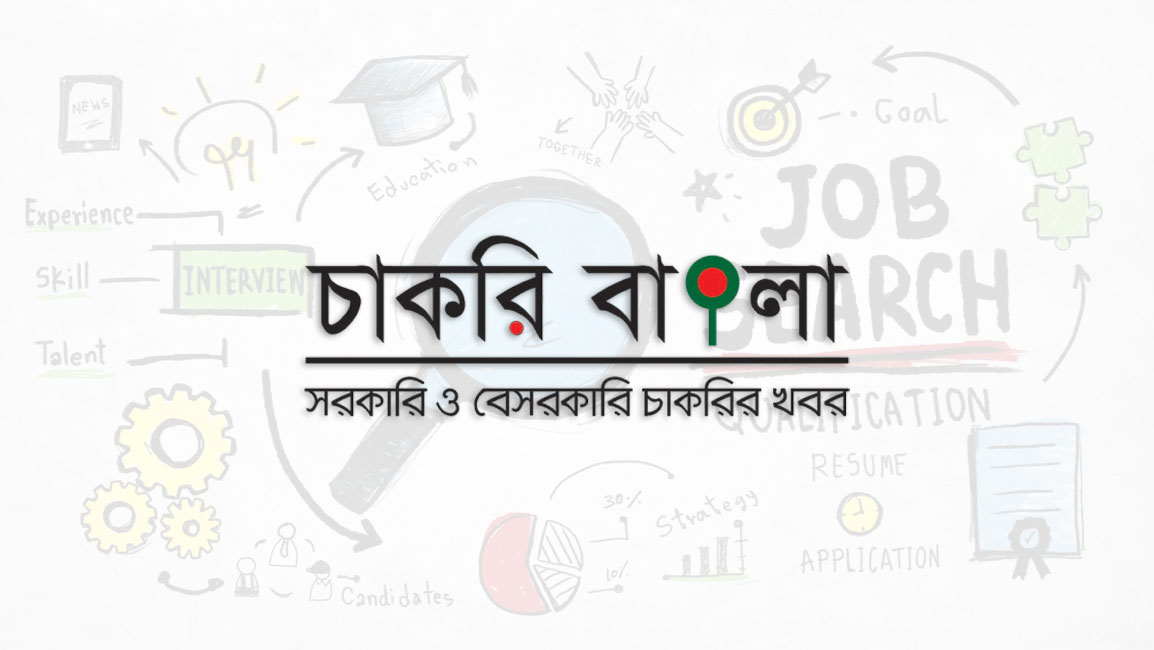 NEWS
Education
TOGETHER
Goal
JOB
SEARCH
Experience
Skill
INTERVIEW
Talent
চাকরি বাংলা
সরকারি ও বেসরকারি চাকরির খবর
QUALIFICATION
RESUME
APPLICATION
30%
Strategy
10%
Candidates